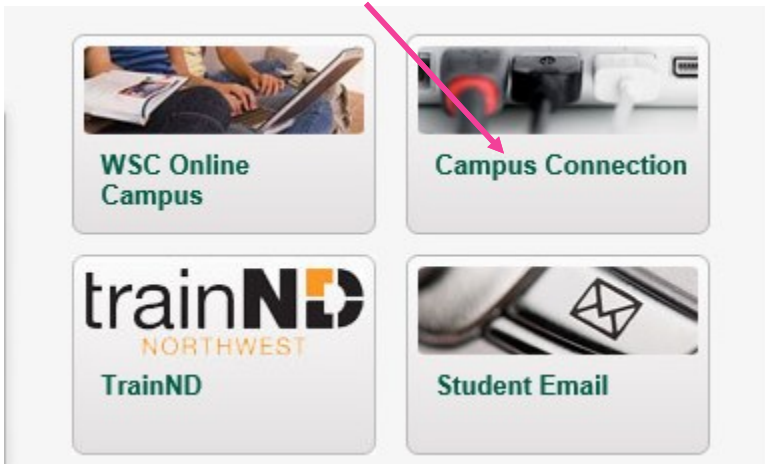 WSC Online
Campus
Campus Connection
trainND
NORTHWEST
TrainND
Student Email